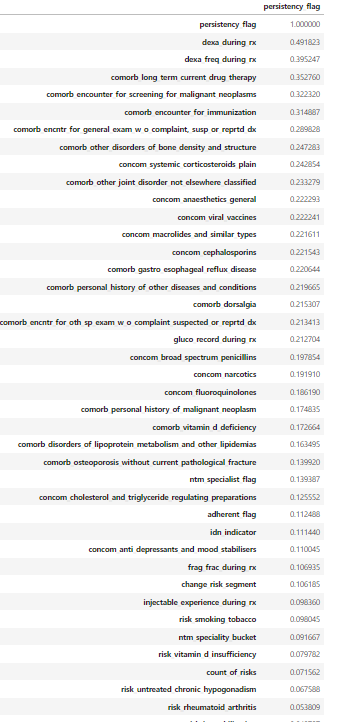 persistency flag
persistency flag 1.000000
dexa during rx 0.491823
dexa freq during rx 0.395247
comorb long term current drug therapy 0.352760
comorb encounter for screening for malignant neoplasms 0.322320
comorb encounter for immunization 0.314887
comorb encntr for general exam w o complaint, susp or reprtd dx 0.289828
comorb other disorders of bone density and structure 0.247283
concom systemic corticosteroids plain 0.242854
comorb other joint disorder not elsewhere classified 0.233279
concom anaesthetics general 0.222293
concom viral vaccines 0.222241
concom macrolides and similar types 0.221611
concom cephalosporins 0.221543
comorb gastro esophageal reflux disease 0.220644
comorb personal history of other diseases and conditions 0.219665
comorb dorsalgia 0.215307
comorb encntr for oth sp exam w o complaint suspected or reprtd dx 0.213413
gluco record during rx 0.212704
concom broad spectrum penicillins 0.197854
concom narcotics 0.191910
concom fluoroquinolones 0.186190
comorb personal history of malignant neoplasm 0.174835
comorb vitamin d deficiency 0.172664
comorb disorders of lipoprotein metabolism and other lipidemias 0.163495
comorb osteoporosis without current pathological fracture 0.139920
ntm specialist flag 0.139387
concom cholesterol and triglyceride regulating preparations 0.125552
adherent flag 0.112488
idn indicator 0.111440
concom anti depressants and mood stabilisers 0.110045
frag frac during rx 0.106935
change risk segment 0.106185
injectable experience during rx 0.098360
risk smoking tobacco 0.098045
ntm speciality bucket 0.091667
risk vitamin d insufficiency 0.079782
count of risks 0.071562
risk untreated chronic hypogonadism 0.067588
risk rheumatoid arthritis 0.053809